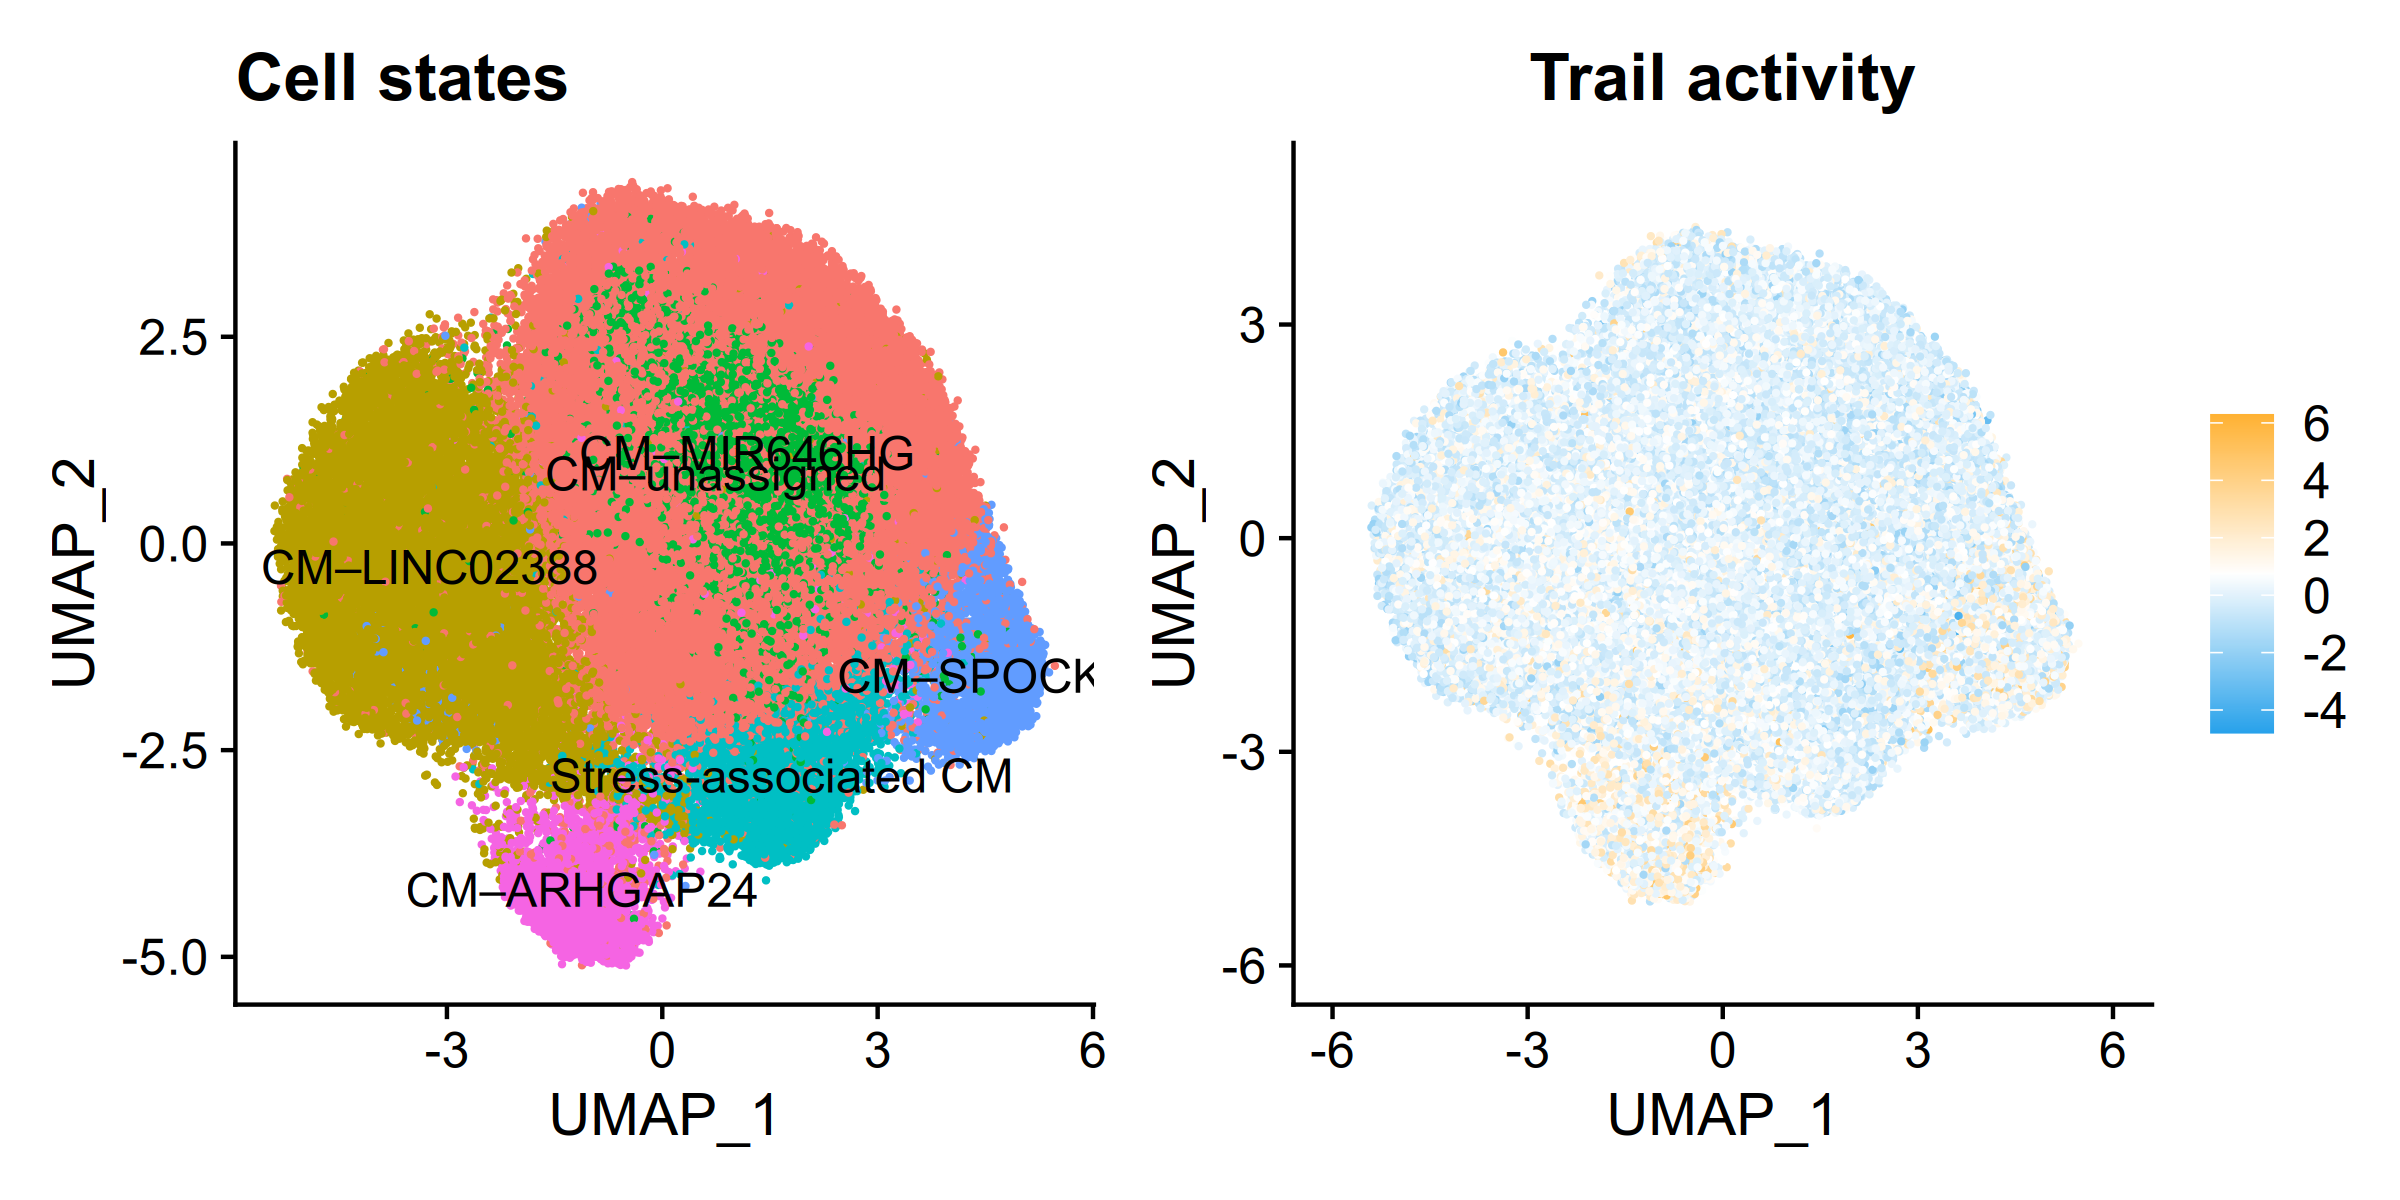 Cell states
UMAP_2
2.5
0.0
-2.5
-5.0
CM–MIR646HG
CM–unassigned
CM–LINC02388
CM–SPOCK
Stress-associated CM
CM–ARHGAP24
-3 0 3 6
UMAP_1
Trail activity
UMAP_2
3
0
-3
-6
-6 -3 0 3 6
UMAP_1
6
4
2
0
-2
-4